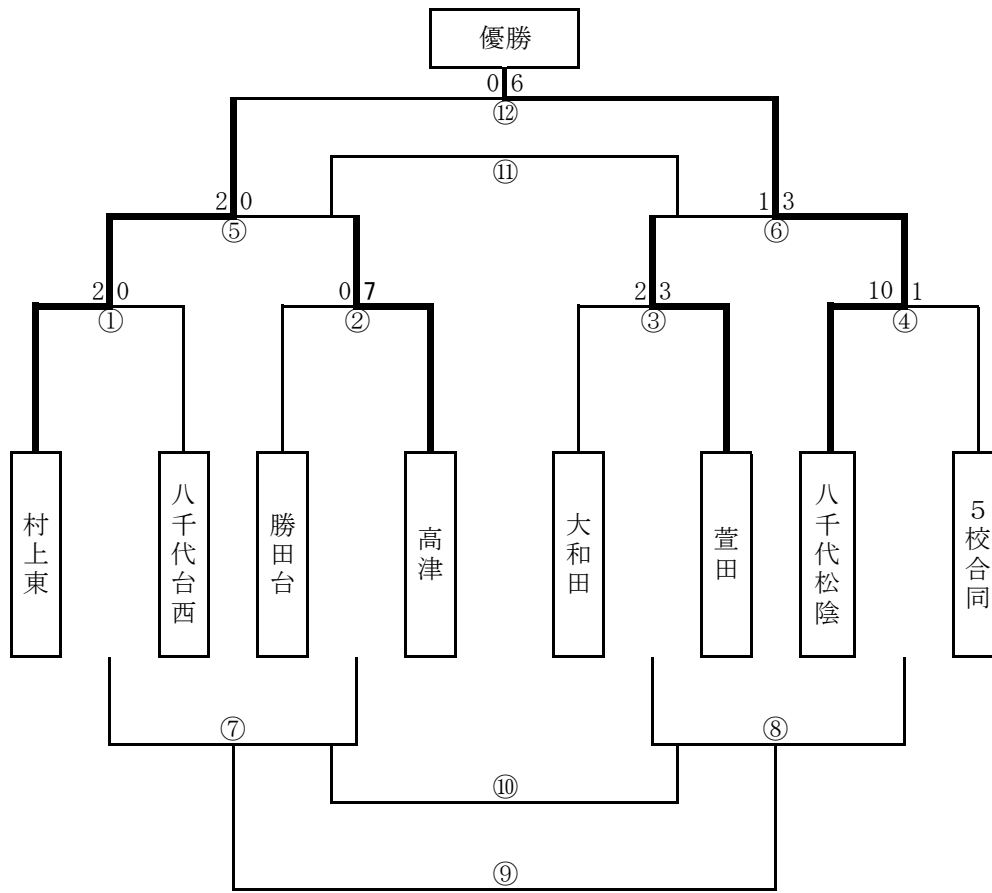 優勝
0 6
⑫
⑪
2 0
1 3
⑤
⑥
2 0
0 7
2 3
10 1
①
②
③
④
村上東
八千代台西
勝田台
高津
大和田
萱田
八千代松陰
5校合同
⑦
⑧
⑩
⑨